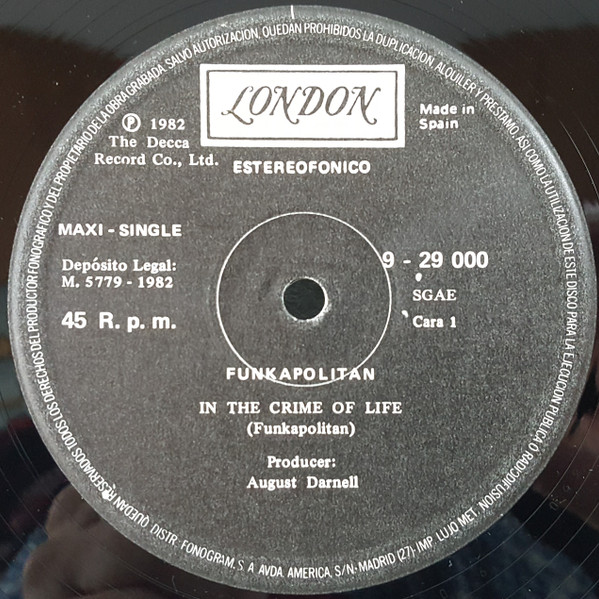 RESERVADOS TODOS LOS DERECHOS DEL PRODUCTOR FONOGRAFICO Y DEL PROPIETARIO DE LA OBRA GRABADA. SALVO AUTORIZACION, QUEDAN PROHIBIDOS LA DUPLICACION, ALQUILER Y PRESTAMO, ASI COMO LA UTILIZACION DE ESTE DISCO PARA LA EJECUCION PUBLICA O RADIODIFUSION
LONDON
Ⓟ 1982
The Decca
Record Co., Ltd.
Made in
Spain
ESTEREOFONICO
MAXI - SINGLE
Depósito Legal:
M. 5779 - 1982
45 R. p. m.
9 - 29 000
SGAE
Cara 1
FUNKAPOLITAN
IN THE CRIME OF LIFE
(Funkapolitan)
Producer:
August Darnell
DISTR. FONOGRAM, S A AVDA. AMERICA, S/N - MADRID (27) - IMP. LUJO MET.